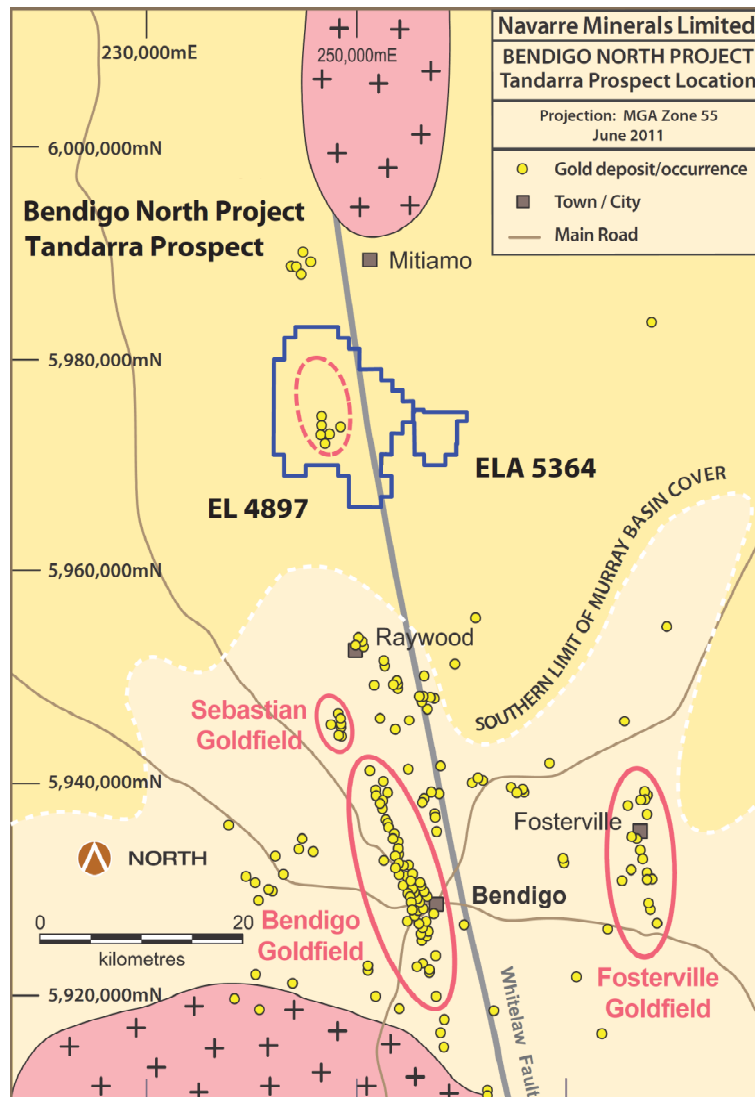 Navarre Minerals Limited
BENDIGO NORTH PROJECT
Tandarra Prospect Location
Projection: MGA Zone 55
June 2011
Gold deposit/occurrence
Town / City
Main Road
230,000mE
250,000mE
6,000,000mN
Bendigo North Project
Tandarra Prospect
Mitiamo
5,980,000mN
ELA 5364
EL 4897
SOUTHERN LIMIT OF MURRAY BASIN COVER
5,960,000mN
Raywood
Sebastian
Goldfield
5,940,000mN
Fosterville
NORTH
Bendigo
0 20
kilometres
Bendigo
Goldfield
Fosterville
Goldfield
Whitelaw Fault
5,920,000mN